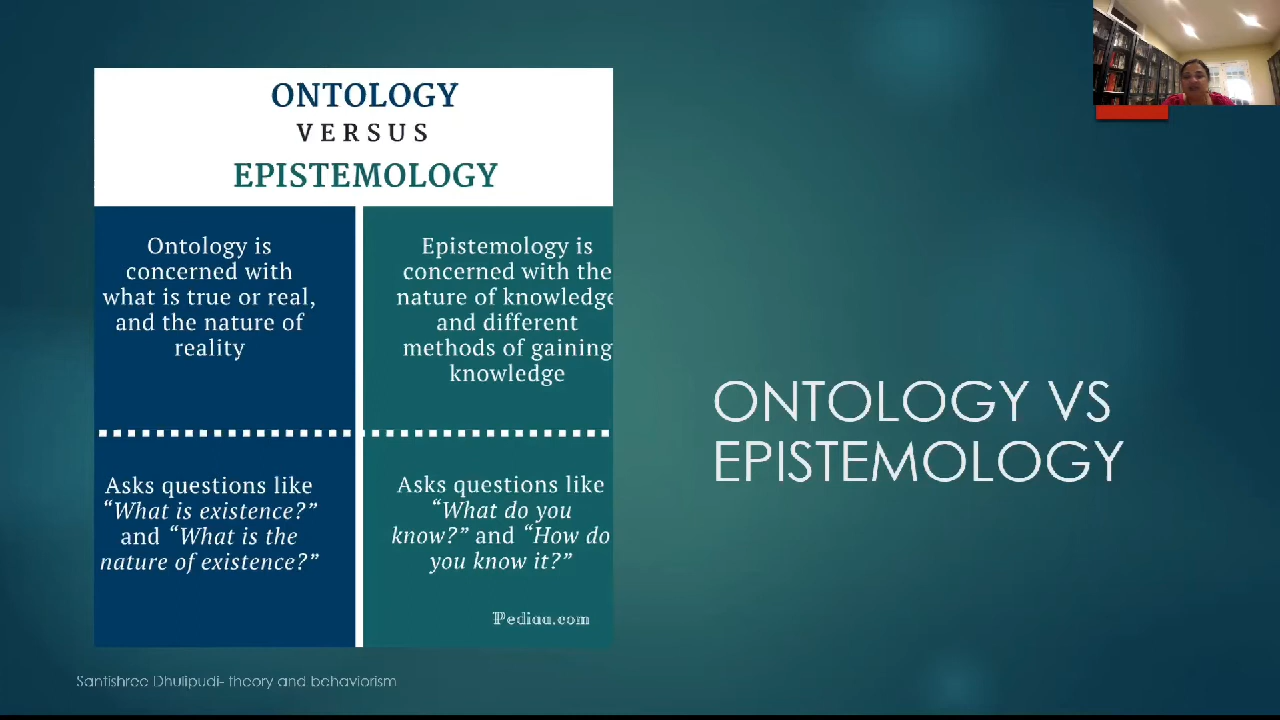 ONTOLOGY
VERSUS
EPISTEMOLOGY
Ontology is
concerned with
what is true or real,
and the nature of
reality
Epistemology is
concerned with the
nature of knowledge
and different
methods of gaining
knowledge
Asks questions like
“What is existence?”
and “What is the
nature of existence?”
Asks questions like
“What do you
know?” and “How do
you know it?”
Pediaa.com
ONTOLOGY VS
EPISTEMOLOGY
Santishree Dhulipudi- theory and behaviorism